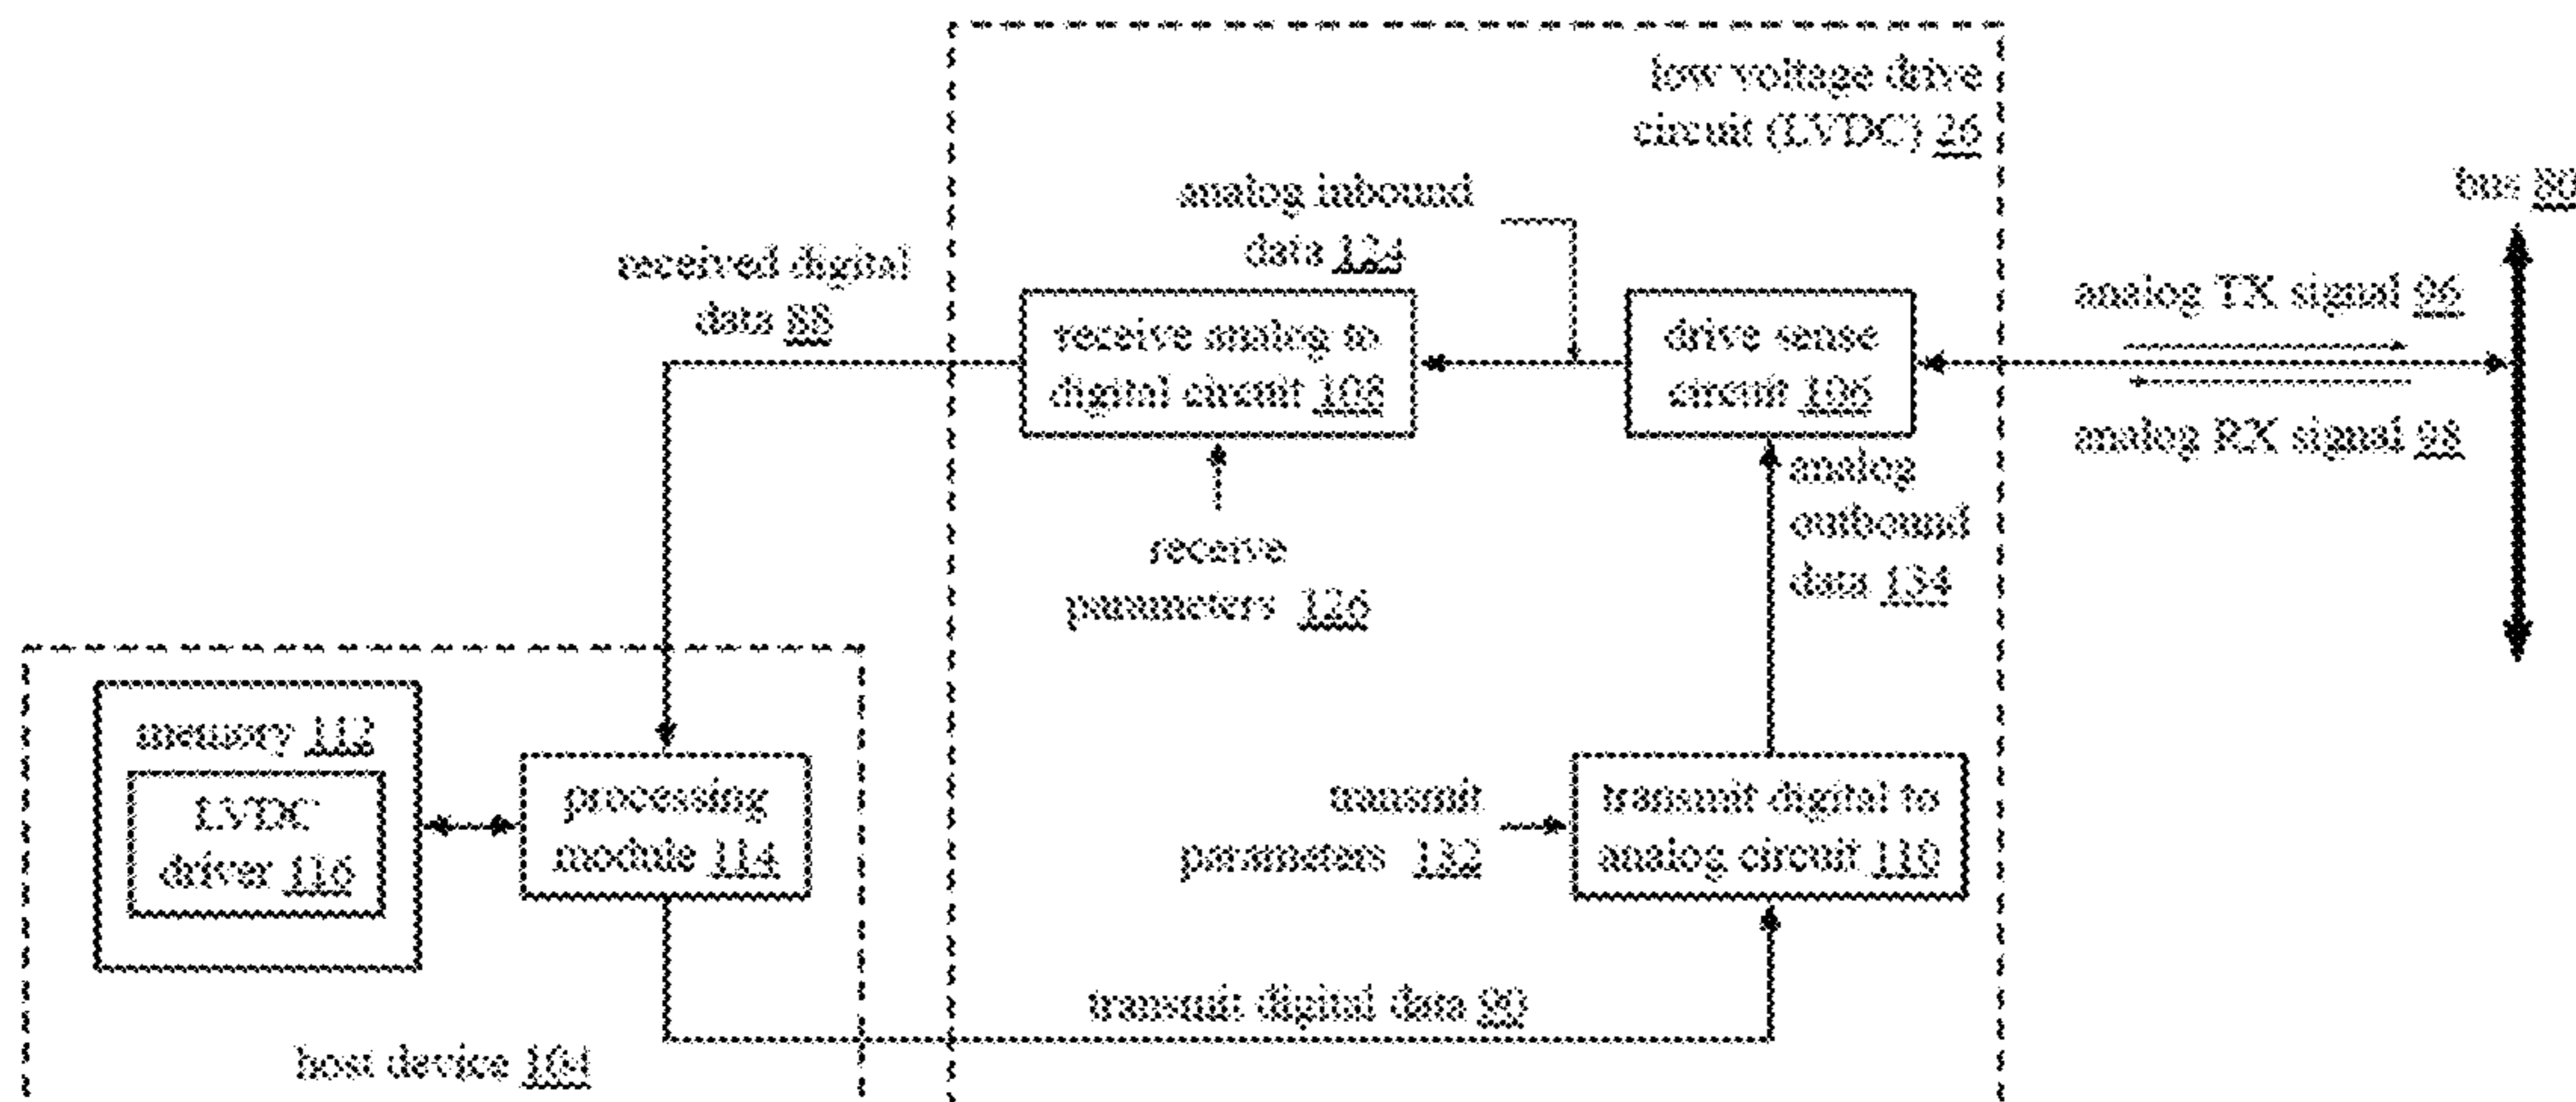 low voltage drive
circuit (LVDC) 26
bus 80
analog inbound
data 124
received digital
data 88
receive analog to
digital circuit 108
drive sense
circuit 106
analog TX signal 96
analog RX signal 98
analog
outbound
data 134
receive
parameters 126
memory 112
LVDC
driver 116
processing
module 114
transmit
parameters 132
transmit digital to
analog circuit 110
transmit digital data 90
host device 104